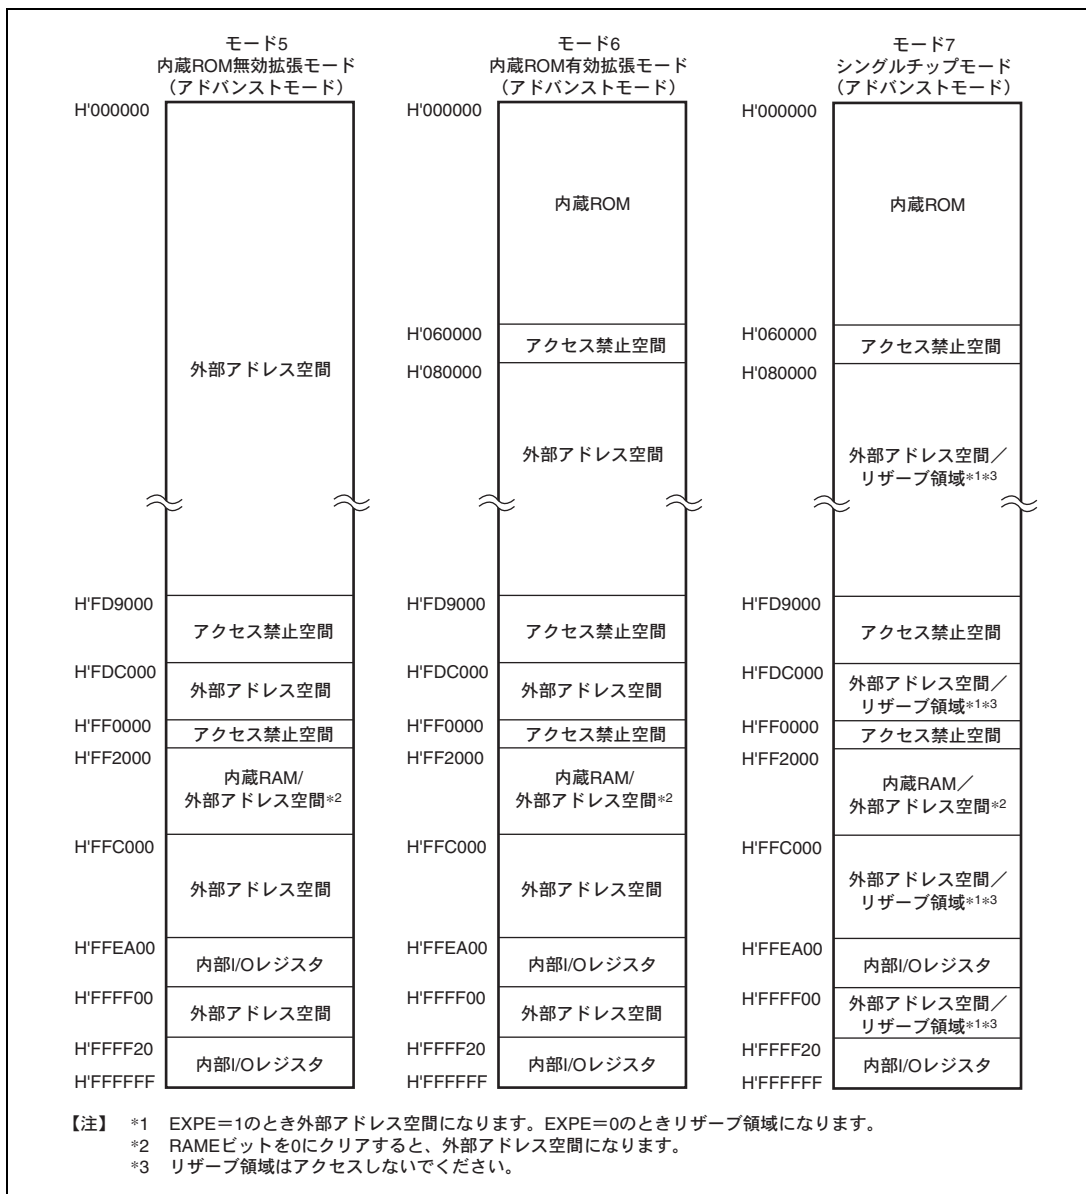 モード5
内蔵ROM無効拡張モード
（アドバンストモード）
H'000000
外部アドレス空間
H'FD9000
アクセス禁止空間
H'FDC000
外部アドレス空間
H'FF0000
アクセス禁止空間
H'FF2000
内蔵RAM/
外部アドレス空間*2
H'FFC000
外部アドレス空間
H'FFEA00
内部I/Oレジスタ
H'FFFF00
外部アドレス空間
H'FFFF20
内部I/Oレジスタ
H'FFFFFF
モード6
内蔵ROM有効拡張モード
（アドバンストモード）
H'000000
内蔵ROM
H'060000
アクセス禁止空間
H'080000
外部アドレス空間
H'FD9000
アクセス禁止空間
H'FDC000
外部アドレス空間
H'FF0000
アクセス禁止空間
H'FF2000
内蔵RAM/
外部アドレス空間*2
H'FFC000
外部アドレス空間
H'FFEA00
内部I/Oレジスタ
H'FFFF00
外部アドレス空間
H'FFFF20
内部I/Oレジスタ
H'FFFFFF
モード7
シングルチップモード
（アドバンストモード）
H'000000
内蔵ROM
H'060000
アクセス禁止空間
H'080000
外部アドレス空間／
リザーブ領域*1*3
H'FD9000
アクセス禁止空間
H'FDC000
外部アドレス空間／
リザーブ領域*1*3
H'FF0000
アクセス禁止空間
H'FF2000
内蔵RAM／
外部アドレス空間*2
H'FFC000
外部アドレス空間／
リザーブ領域*1*3
H'FFEA00
内部I/Oレジスタ
H'FFFF00
外部アドレス空間／
リザーブ領域*1*3
H'FFFF20
内部I/Oレジスタ
H'FFFFFF
【注】 *1 EXPE＝1のとき外部アドレス空間になります。EXPE＝0のときリザーブ領域になります。
*2 RAMEビットを0にクリアすると、外部アドレス空間になります。
*3 リザーブ領域はアクセスしないでください。